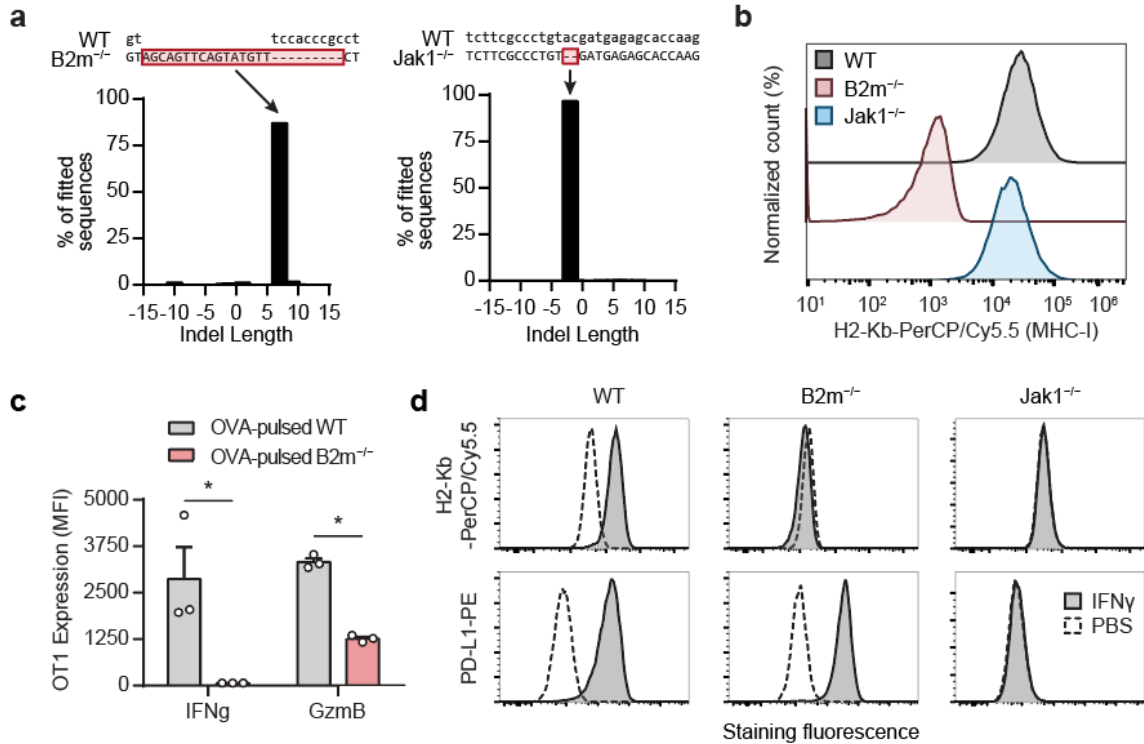 a
WT gt tccacccgcct
B2m⁻/⁻ GTAGCAGTTCAGTATGTT----------CT
% of fitted sequences
100
75
50
25
0
-15 -10 -5 0 5 10 15
Indel Length
WT tcttcgccctgtacgatgagagcaccaag
Jak1⁻/⁻ TCTTCGCCCTGT--GATGAGAGCACCAAG
% of fitted sequences
100
75
50
25
0
-15 -10 -5 0 5 10 15
Indel Length
b
Normalized count (%)
WT
B2m⁻/⁻
Jak1⁻/⁻
10¹ 10² 10³ 10⁴ 10⁵ 10⁶
H2-Kb-PerCP/Cy5.5 (MHC-I)
c
OVA-pulsed WT
OVA-pulsed B2m⁻/⁻
OT1 Expression (MFI)
5000
3750
2500
1250
0
* *
IFNg GzmB
d
WT B2m⁻/⁻ Jak1⁻/⁻
H2-Kb
-PerCP/Cy5.5
PD-L1-PE
IFNγ
PBS
Staining fluorescence